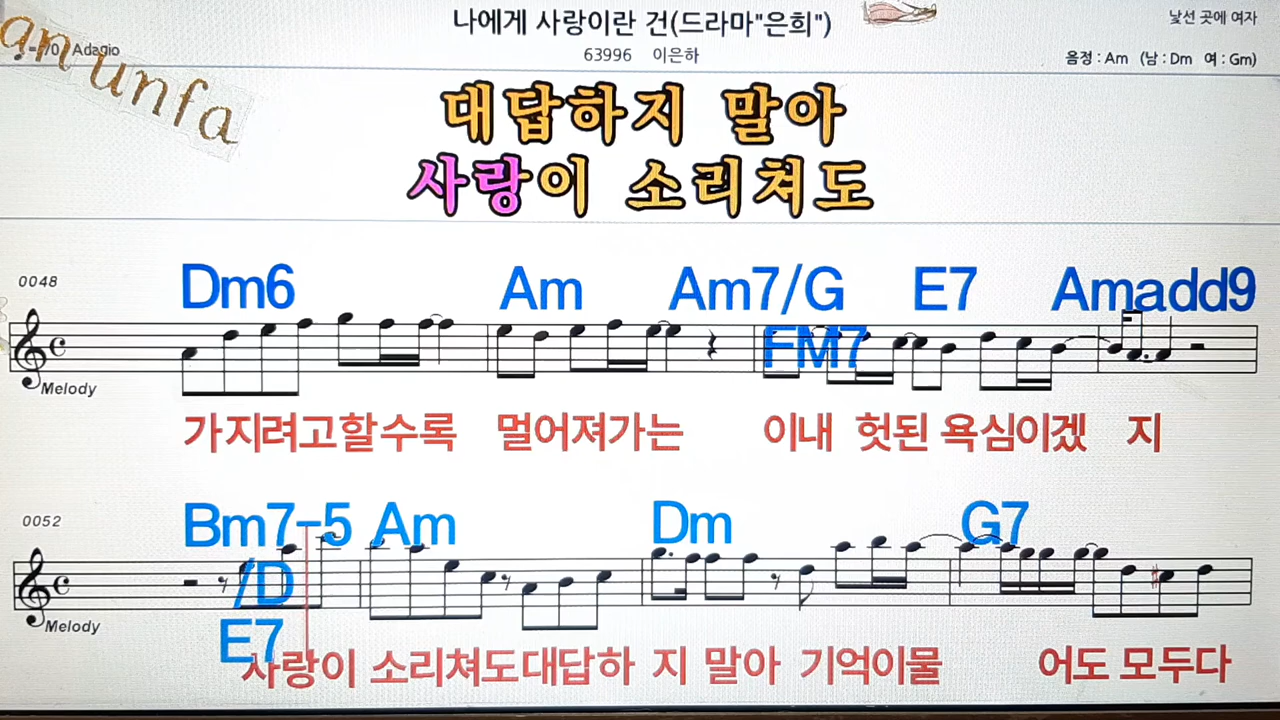 나에게 사랑이란 건(드라마"은희")
낯선 곳에 여자
Adagio
63996 이은하
음정 : Am (남 : Dm 여 : Gm)
an unfa
대답하지 말아
사랑이 소리쳐도
0048
Dm6 Am Am7/G E7 Amadd9
FM7
Melody
가지려고할수록 멀어져가는 이내 헛된 욕심이겠 지
0052
Bm7-5 Am Dm G7
/D
E7
Melody
사랑이 소리쳐도대답하 지 말아 기억이물 어도 모두다